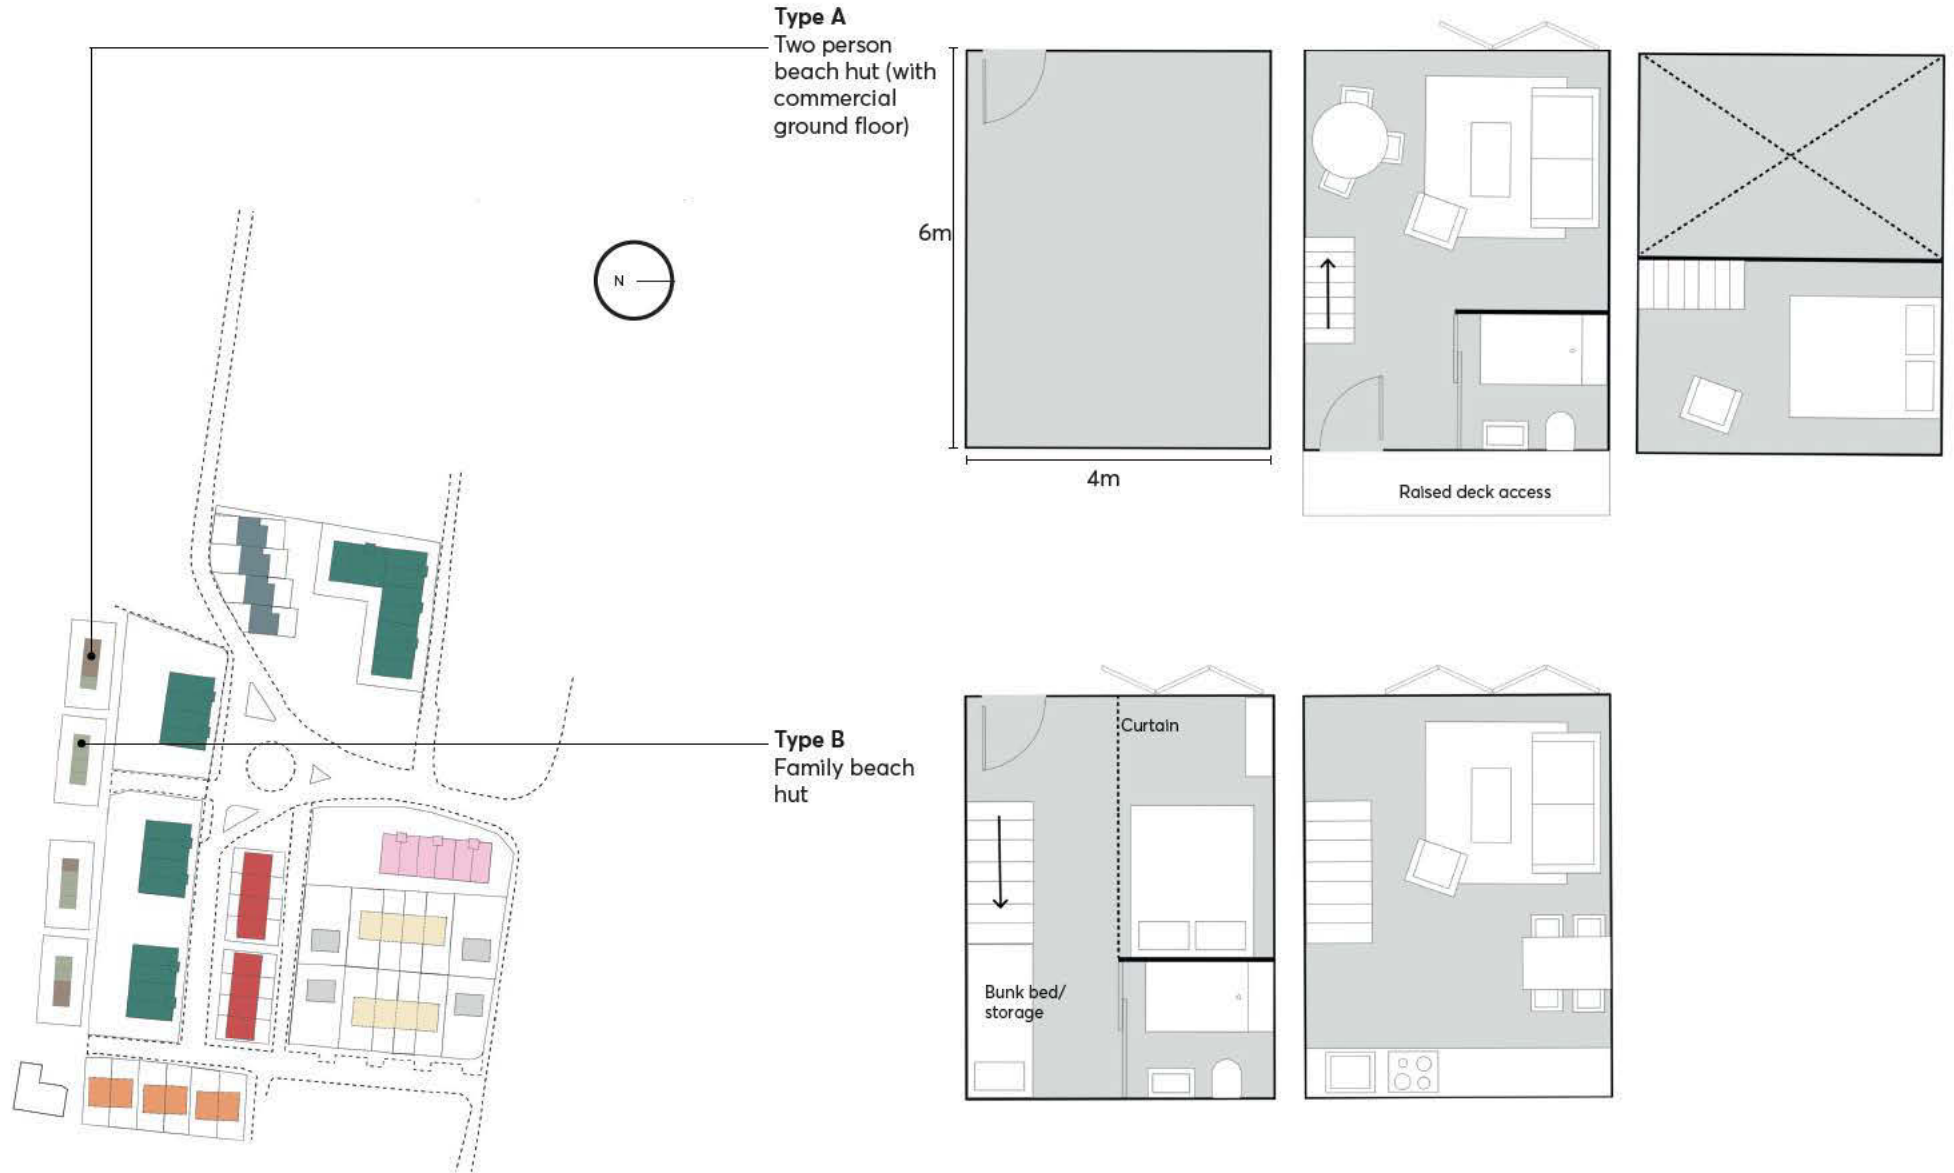 Type A
Two person
beach hut (with
commercial
ground floor)
6m
4m
Raised deck access
N
Type B
Family beach
hut
Curtain
Bunk bed/
storage